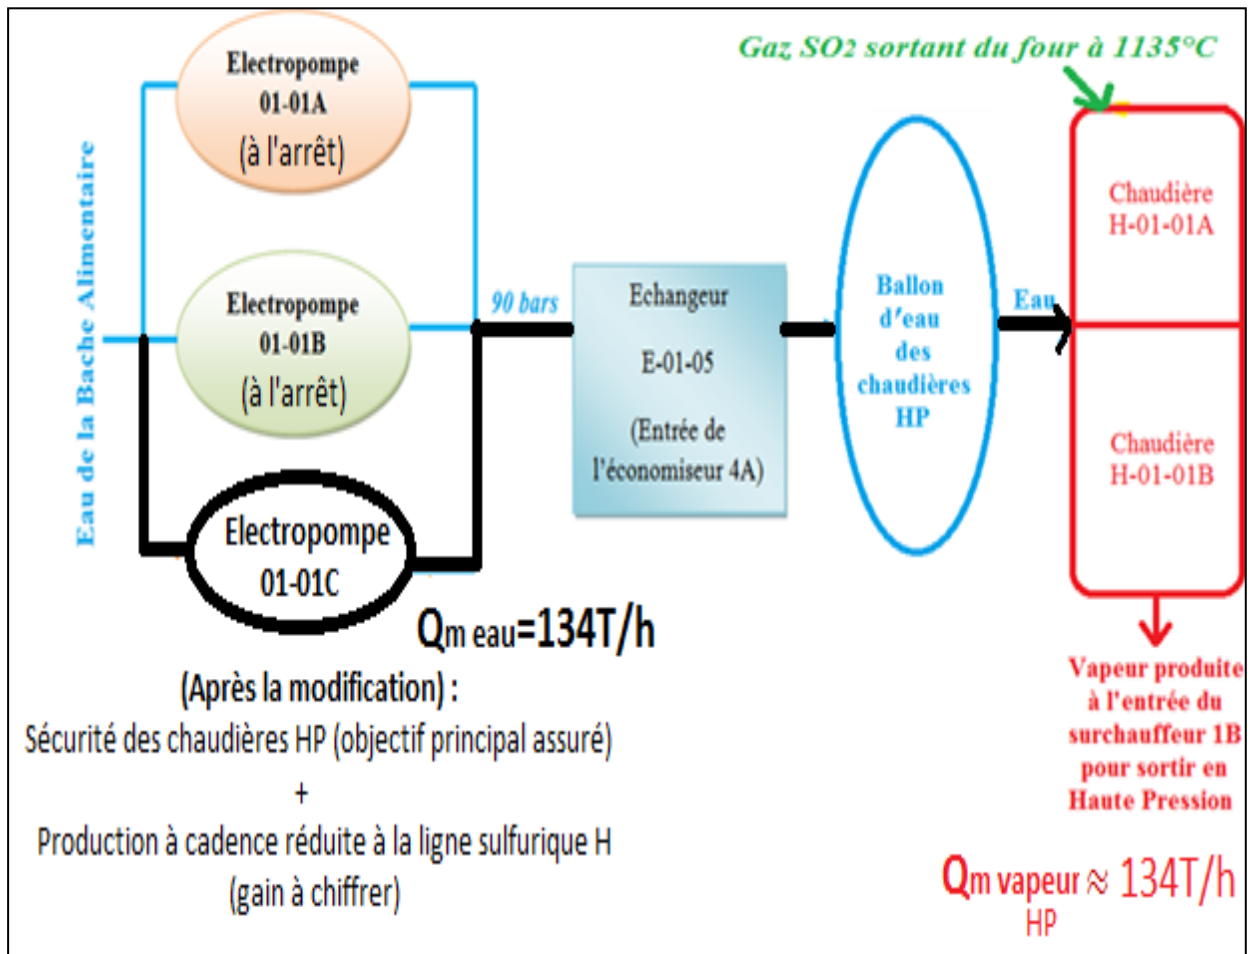 Gaz SO2 sortant du four à 1135°C
Electropompe
01-01A
(à l'arrêt)
Eau de la Bache Alimentaire
Electropompe
01-01B
(à l'arrêt)
Electropompe
01-01C
90 bars
Echangeur
E-01-05
(Entrée de
l'économiseur 4A)
Ballon
d'eau
des
chaudières
HP
Eau
Chaudière
H-01-01A
Chaudière
H-01-01B
Qm eau=134T/h
(Après la modification) :
Sécurité des chaudières HP (objectif principal assuré)
+
Production à cadence réduite à la ligne sulfurique H
(gain à chiffrer)
Vapeur produite
à l'entrée du
surchauffeur 1B
pour sortir en
Haute Pression
Qm vapeur ≈ 134T/h
HP